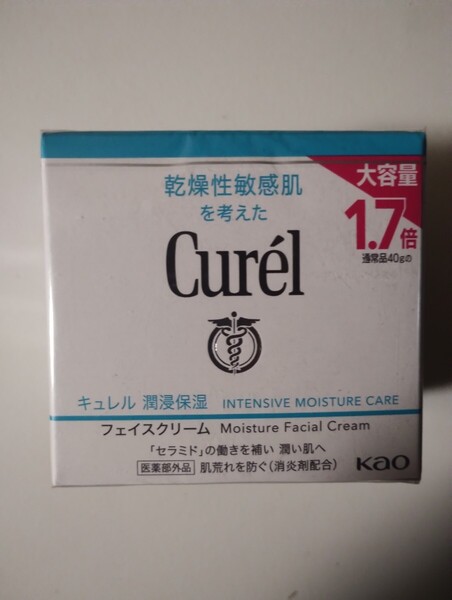 乾燥性敏感肌
を考えた
大容量
1.7倍
通常品40gの
Curél
キュレル 潤浸保湿 INTENSIVE MOISTURE CARE
フェイスクリーム Moisture Facial Cream
「セラミド」の働きを補い 潤い肌へ
医薬部外品 肌荒れを防ぐ(消炎剤配合)
Kao